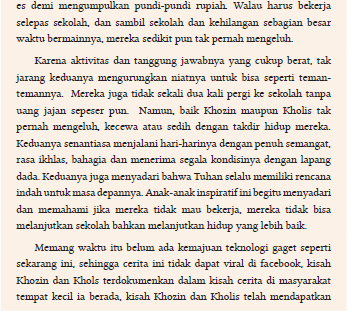 es demi mengumpulkan pundi-pundi rupiah. Walau harus bekerja
selepas sekolah, dan sambil sekolah dan kehilangan sebagian besar
waktu bermainnya, mereka sedikit pun tak pernah mengeluh.
Karena aktivitas dan tanggung jawabnya yang cukup berat, tak
jarang keduanya mengurungkan niatnya untuk bisa seperti teman-
temannya. Mereka juga tidak sekali dua kali pergi ke sekolah tanpa
uang jajan sepeser pun. Namun, baik Khozin maupun Kholis tak
pernah mengeluh, kecewa atau sedih dengan takdir hidup mereka.
Keduanya senantiasa menjalani hari-harinya dengan penuh semangat,
rasa ikhlas, bahagia dan menerima segala kondisinya dengan lapang
dada. Keduanya juga menyadari bahwa Tuhan selalu memiliki rencana
indah untuk masa depannya. Anak-anak inspiratif ini begitu menyadari
dan memahami jika mereka tidak mau bekerja, mereka tidak bisa
melanjutkan sekolah bahkan melanjutkan hidup yang lebih baik.
Memang waktu itu belum ada kemajuan teknologi gaget seperti
sekarang ini, sehingga cerita ini tidak dapat viral di facebook, kisah
Khozin dan Khols terdokumenkan dalam kisah cerita di masyarakat
tempat kecil ia berada, kisah Khozin dan Kholis telah mendapatkan